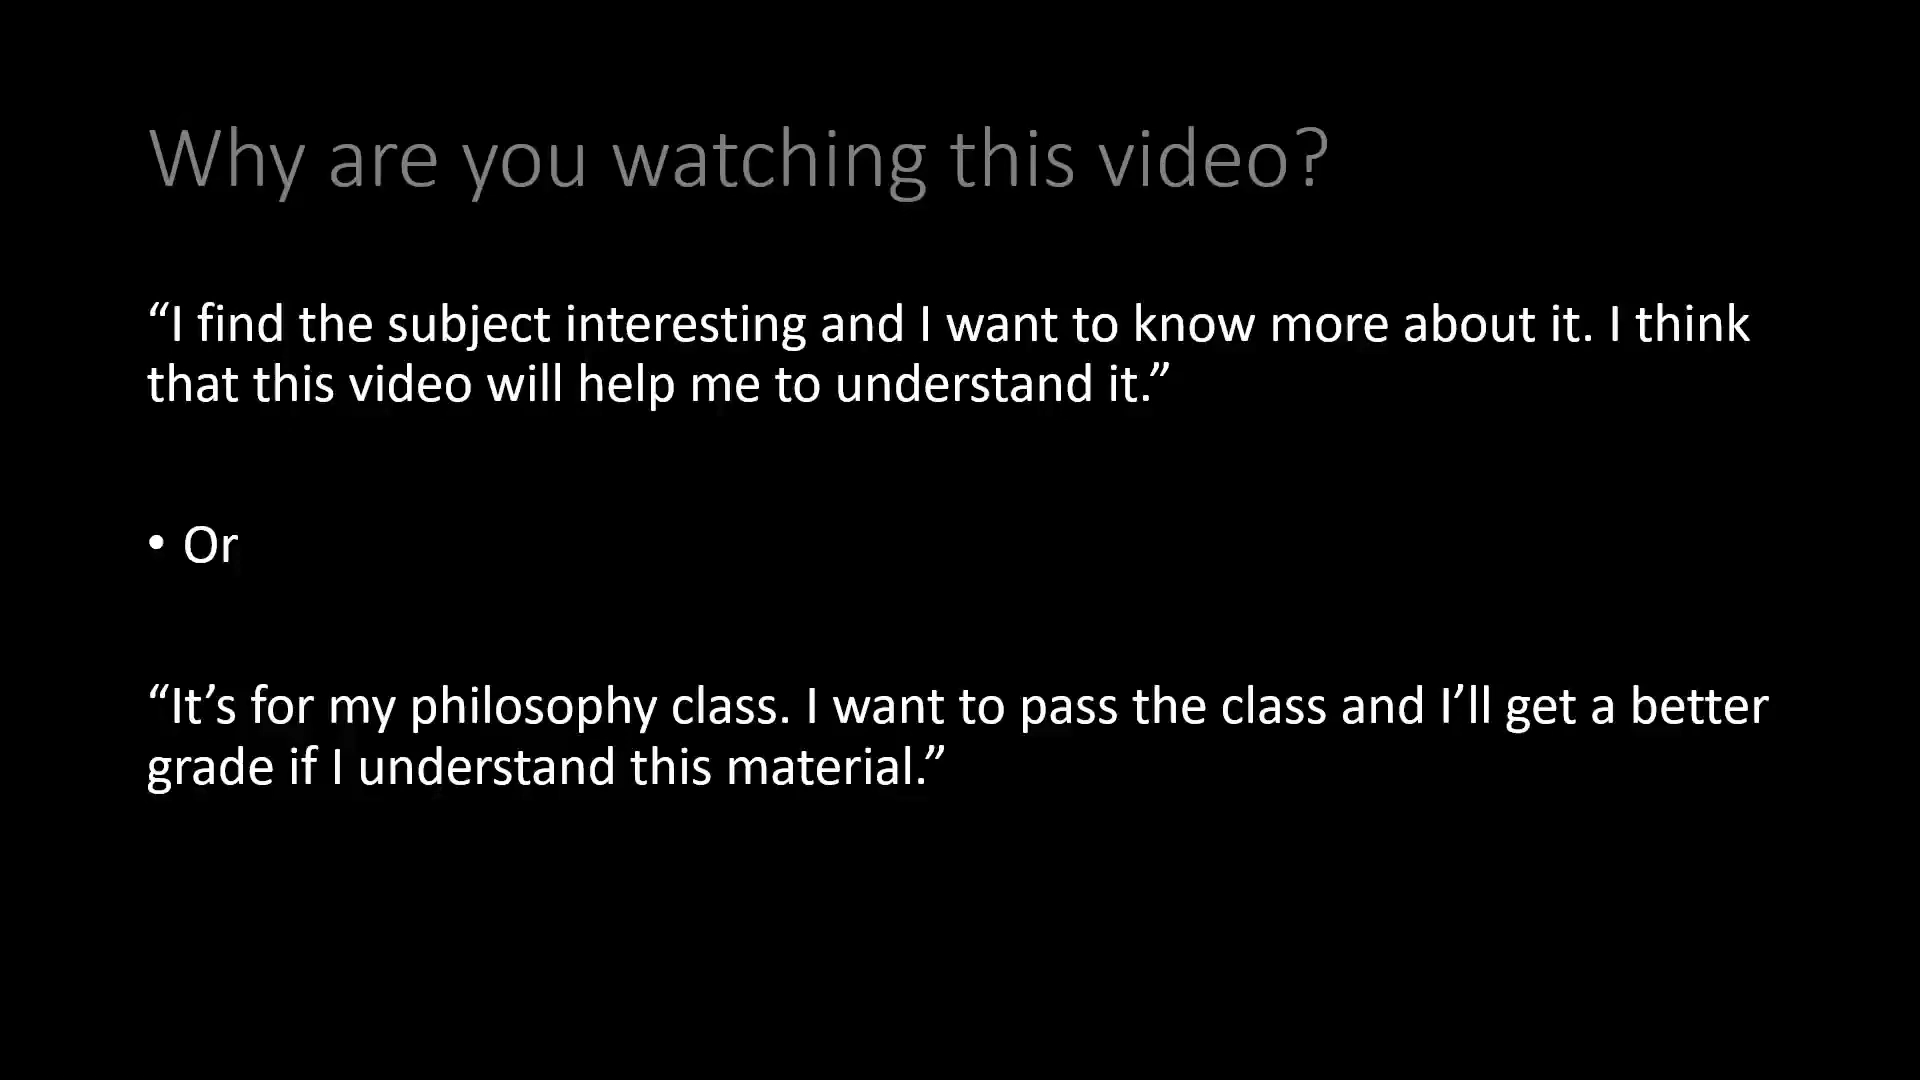 Why are you watching this video?
“I find the subject interesting and I want to know more about it. I think
that this video will help me to understand it.”
• Or
“It’s for my philosophy class. I want to pass the class and I’ll get a better
grade if I understand this material.”